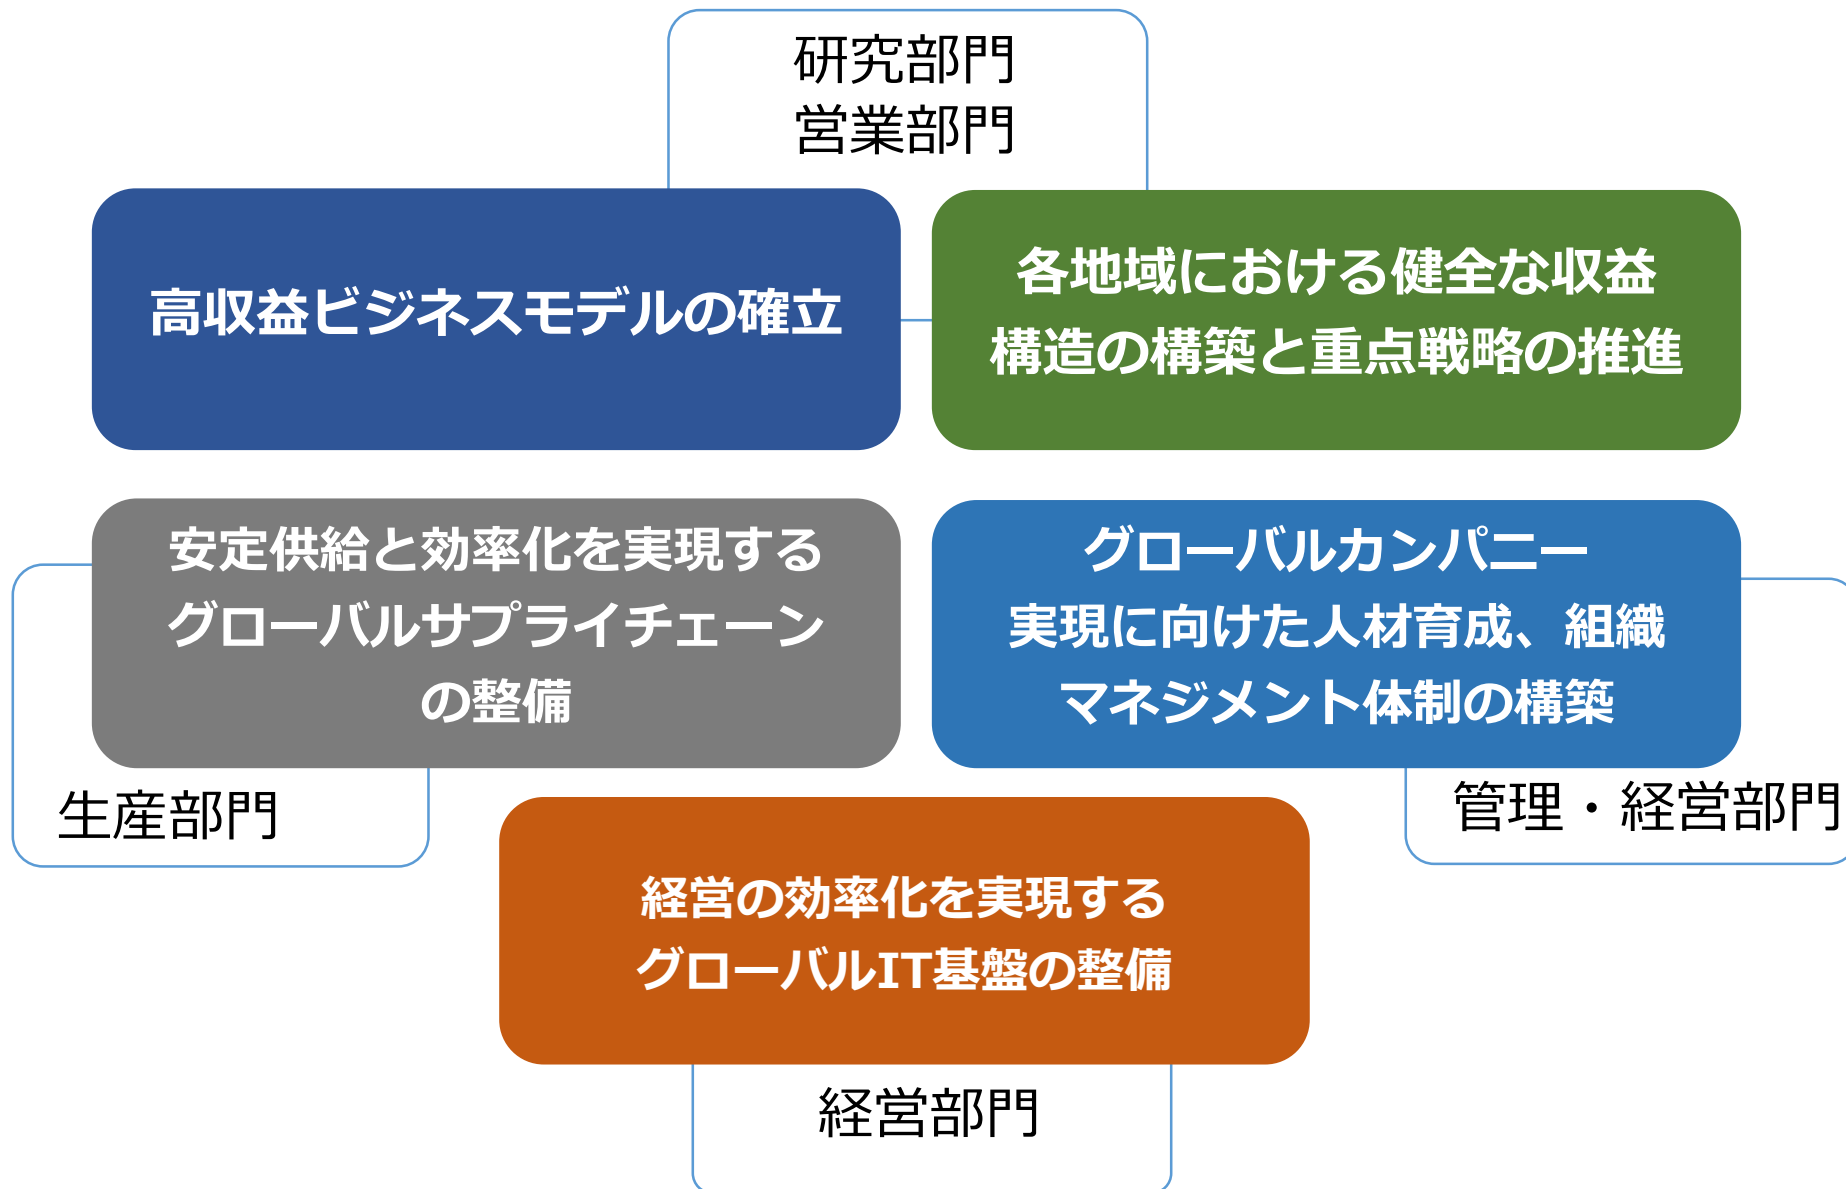 研究部門
営業部門
高収益ビジネスモデルの確立
各地域における健全な収益
構造の構築と重点戦略の推進
安定供給と効率化を実現する
グローバルサプライチェーン
の整備
グローバルカンパニー
実現に向けた人材育成、組織
マネジメント体制の構築
生産部門
管理・経営部門
経営の効率化を実現する
グローバルIT基盤の整備
経営部門